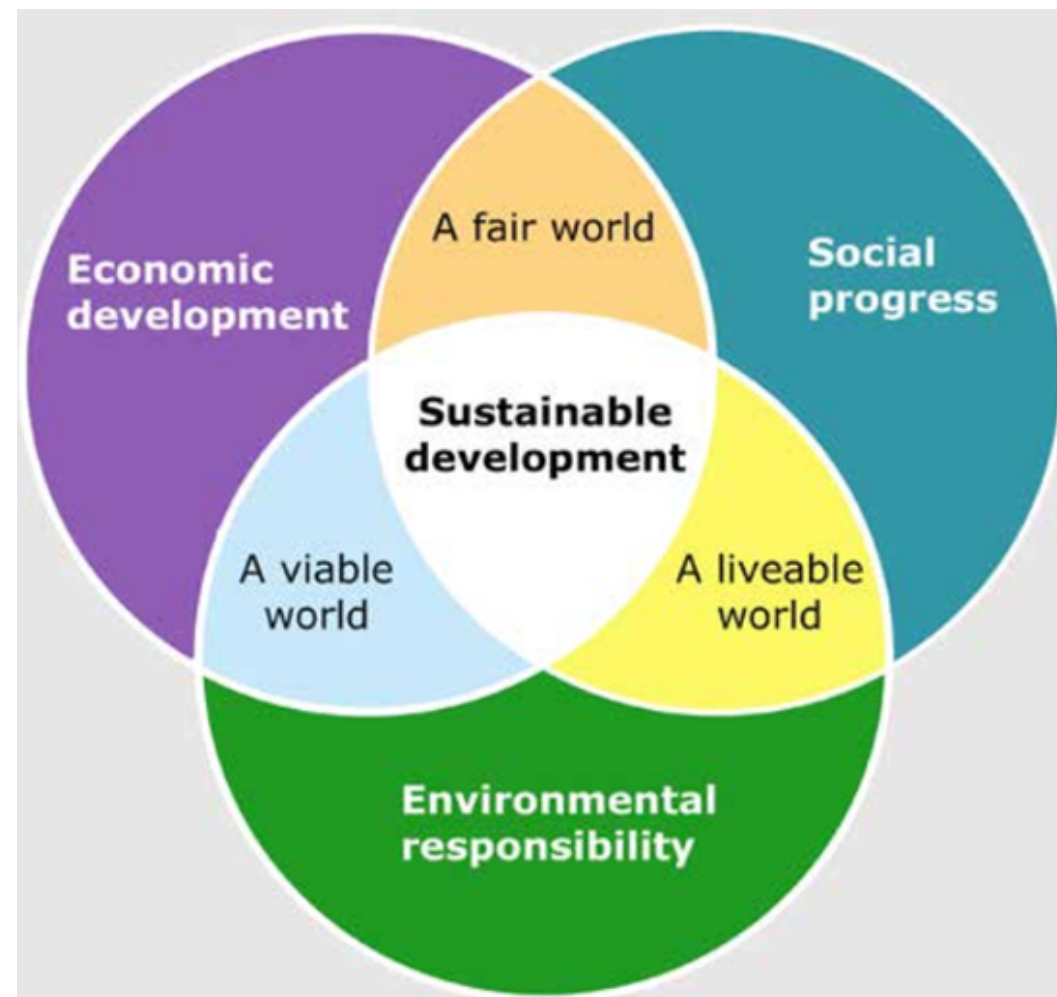 A fair world
Economic
development
Social
progress
Sustainable
development
A viable
world
A liveable
world
Environmental
responsibility